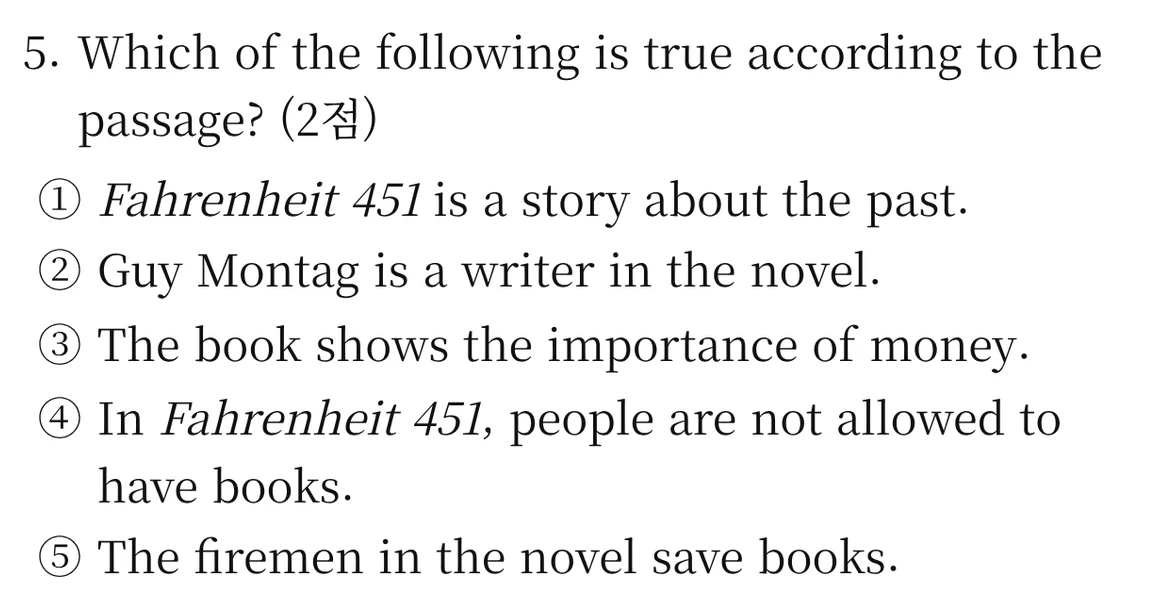 5. Which of the following is true according to the
passage? (2점)
① Fahrenheit 451 is a story about the past.
② Guy Montag is a writer in the novel.
③ The book shows the importance of money.
④ In Fahrenheit 451, people are not allowed to
have books.
⑤ The firemen in the novel save books.